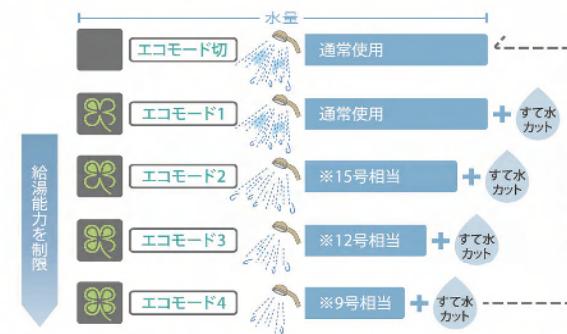 水量
エコモード切
通常使用
エコモード1
通常使用
+
すて水
カット
エコモード2
※15号相当
+
すて水
カット
エコモード3
※12号相当
+
すて水
カット
エコモード4
※9号相当
+
すて水
カット
給湯能力を制限